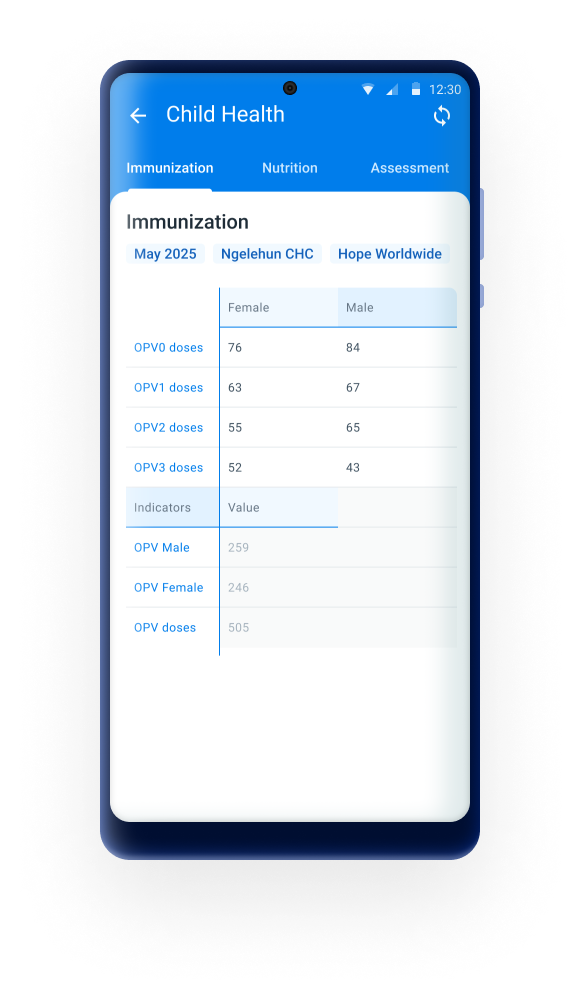 12:30
Child Health
Immunization Nutrition Assessment
Immunization
May 2025 Ngelehun CHC Hope Worldwide
Female Male
OPV0 doses 76 84
OPV1 doses 63 67
OPV2 doses 55 65
OPV3 doses 52 43
Indicators Value
OPV Male 259
OPV Female 246
OPV doses 505